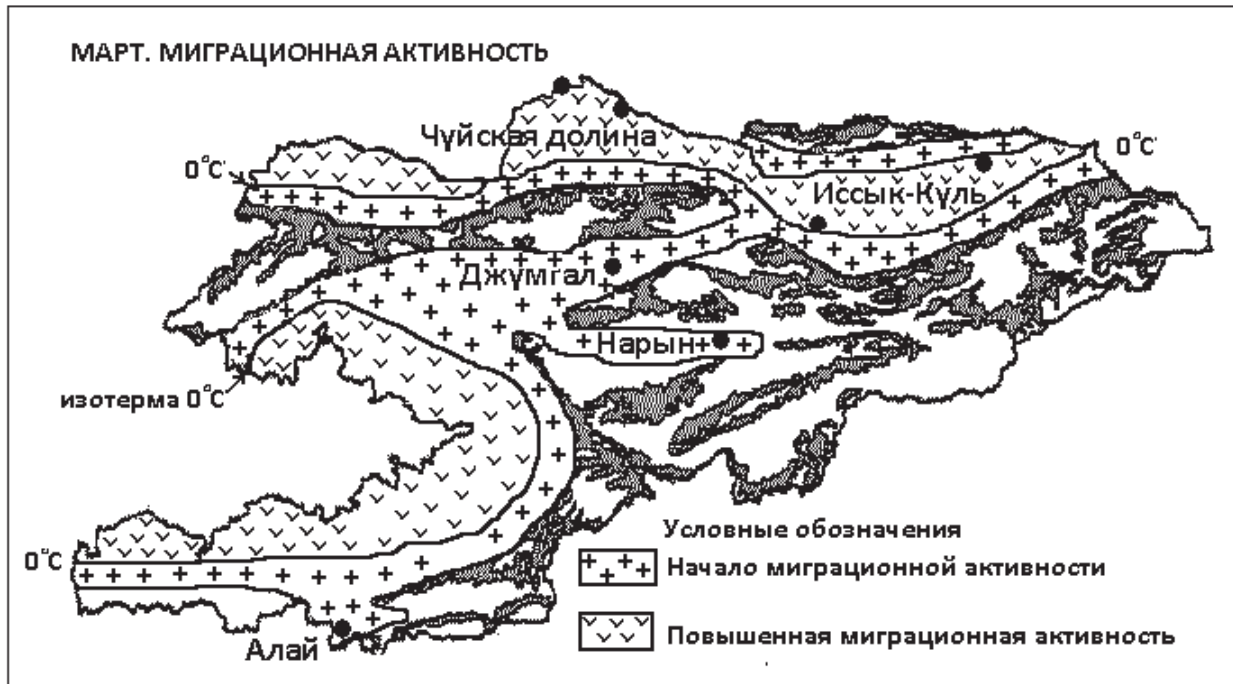 МАРТ. МИГРАЦИОННАЯ АКТИВНОСТЬ
Чуйская долина
0°C
0°C
Иссык-Куль
Джумгал
Нарын
изотерма 0°C
Условные обозначения
0°C
Начало миграционной активности
Повышенная миграционная активность
Алай